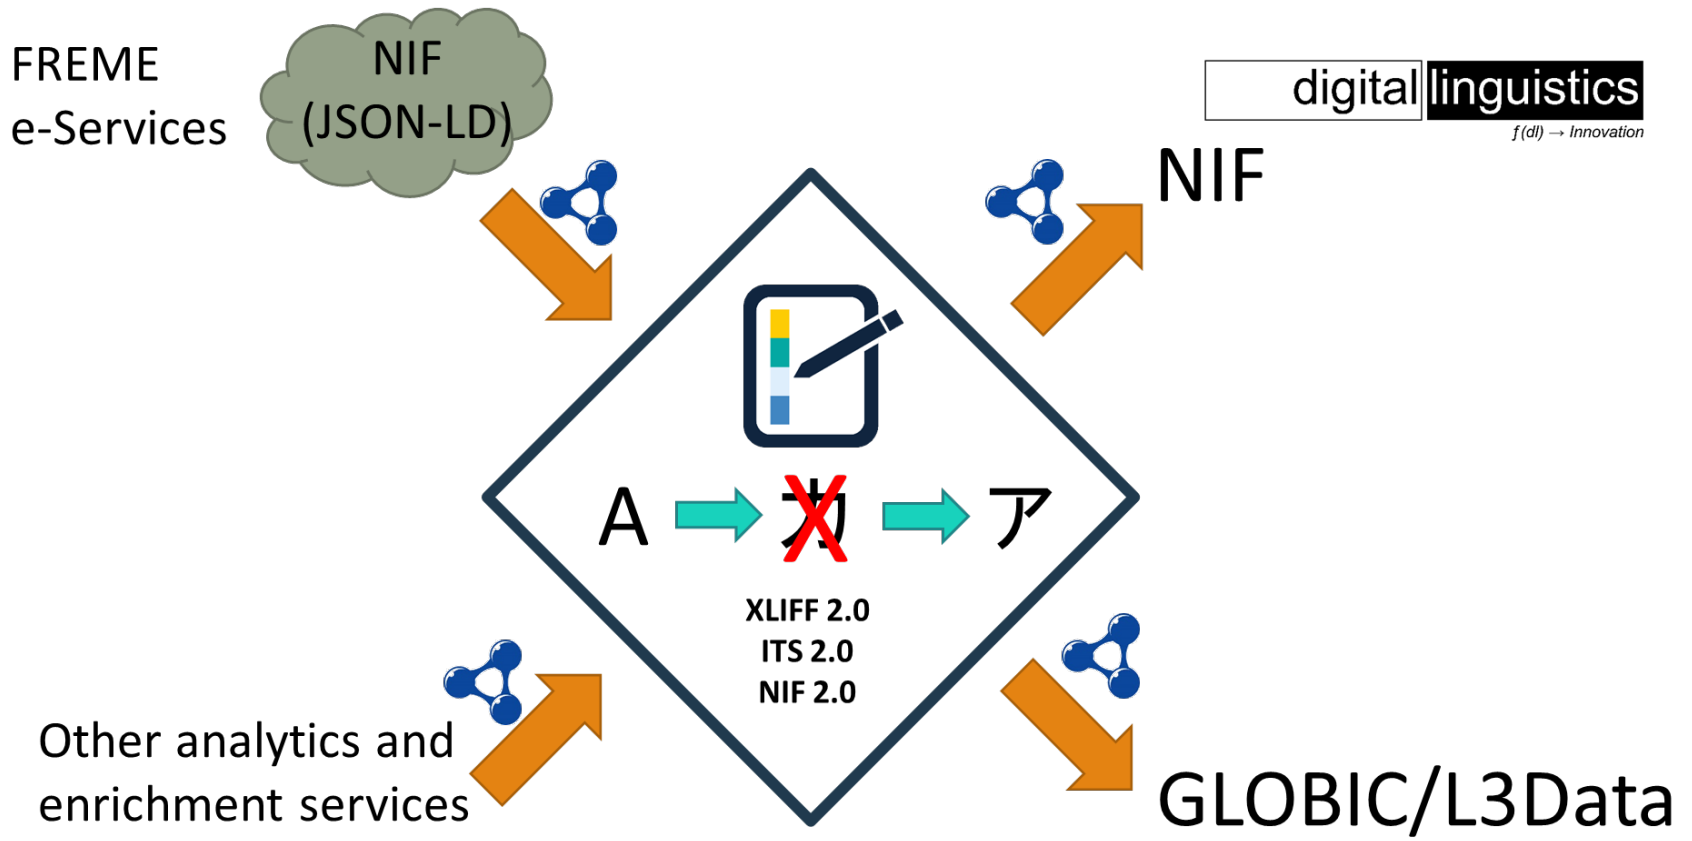 FREME
e-Services
NIF
(JSON-LD)
digital linguistics
ƒ(dl) → Innovation
NIF
A
カ
ア
XLIFF 2.0
ITS 2.0
NIF 2.0
Other analytics and
enrichment services
GLOBIC/L3Data